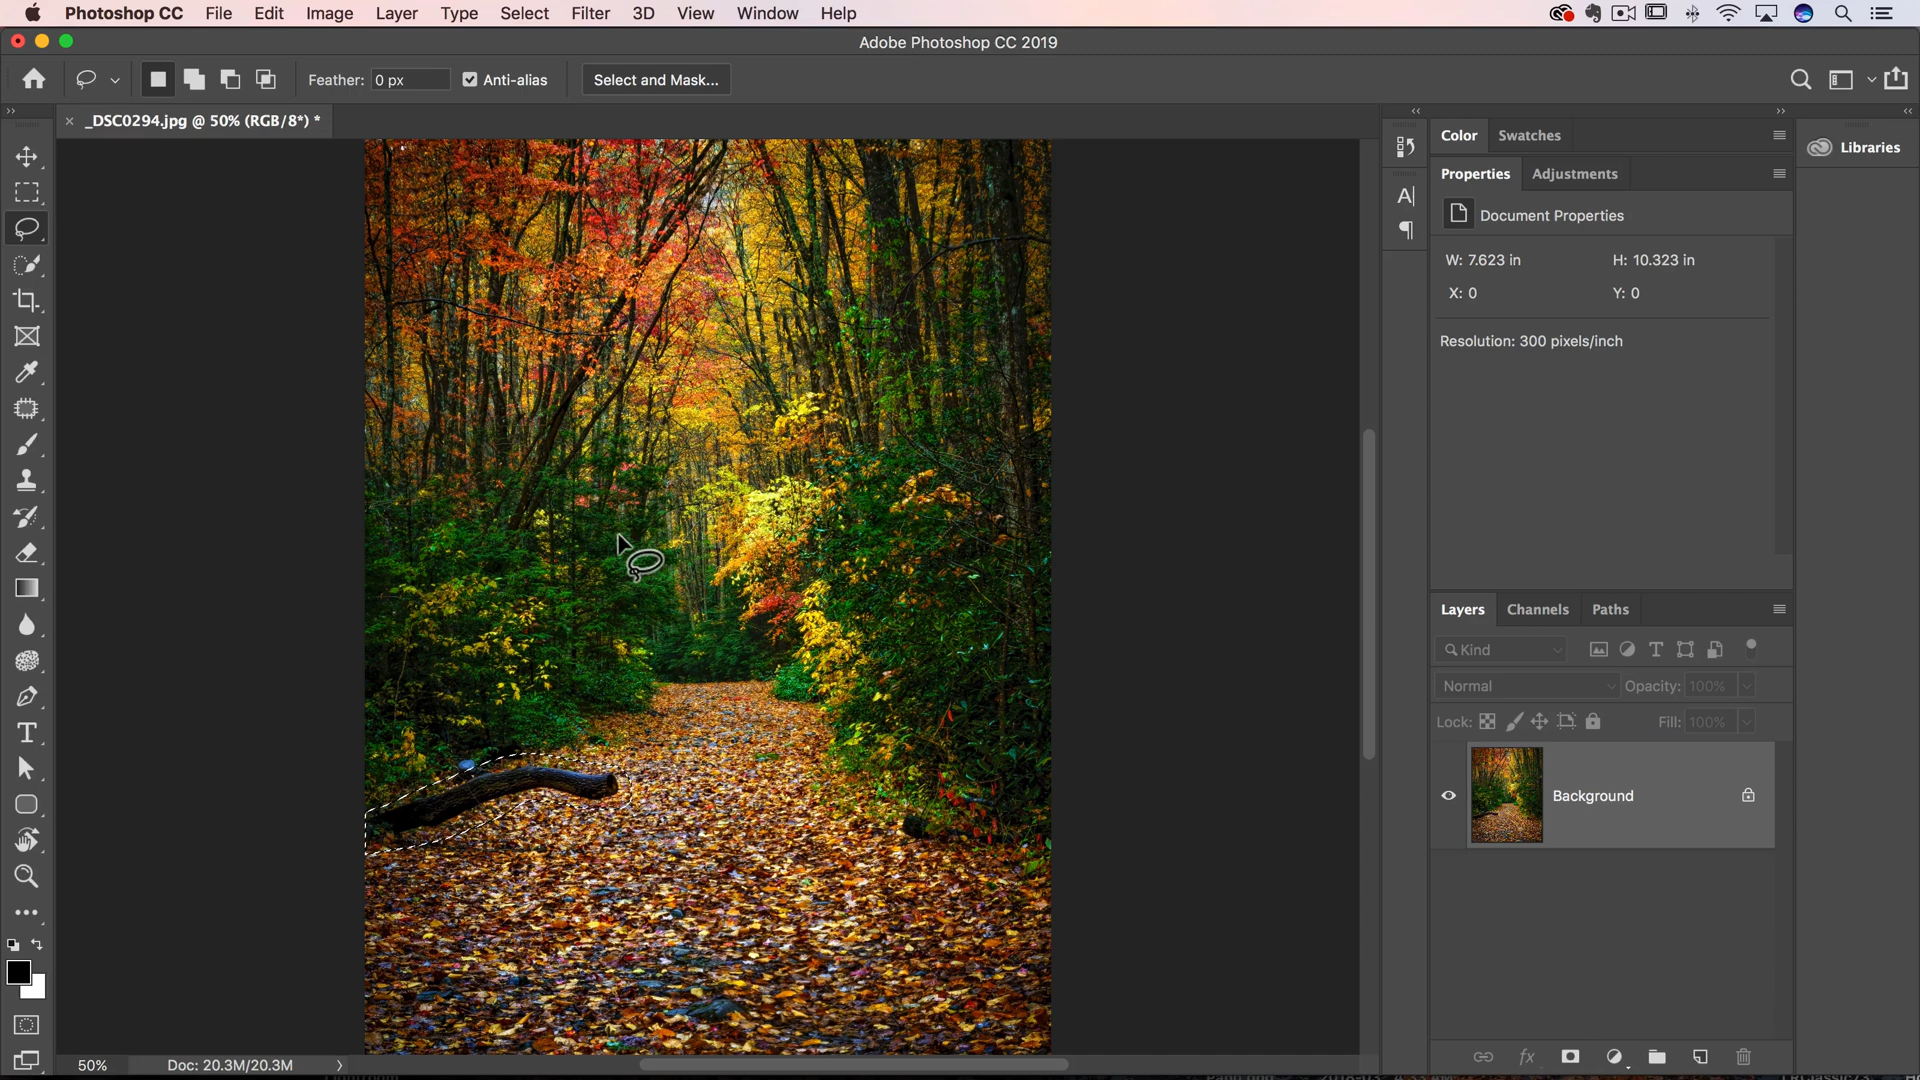 Photoshop CC File Edit Image Layer Type Select Filter 3D View Window Help
Adobe Photoshop CC 2019
Feather: 0 px Anti-alias Select and Mask...
_DSC0294.jpg @ 50% (RGB/8*) *
Color Swatches
Libraries
Properties Adjustments
Document Properties
W: 7.623 in H: 10.323 in
X: 0 Y: 0
Resolution: 300 pixels/inch
Layers Channels Paths
Kind
Normal Opacity: 100%
Lock: Fill: 100%
Background
fx
50% Doc: 20.3M/20.3M